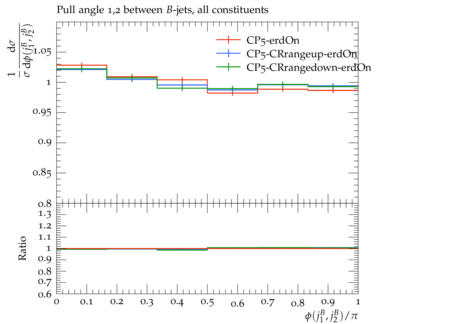 Pull angle 1,2 between B-jets, all constituents
1/σ dσ/dϕ(j₁ᴮ, j₂ᴮ)
CP5-erdOn
CP5-CRrangeup-erdOn
CP5-CRrangedown-erdOn
1.05
1
0.95
0.9
0.85
0.8
Ratio
1.3
1.2
1.1
1
0.9
0.8
0.7
0.6
0 0.1 0.2 0.3 0.4 0.5 0.6 0.7 0.8 0.9 1
ϕ(j₁ᴮ, j₂ᴮ)/π